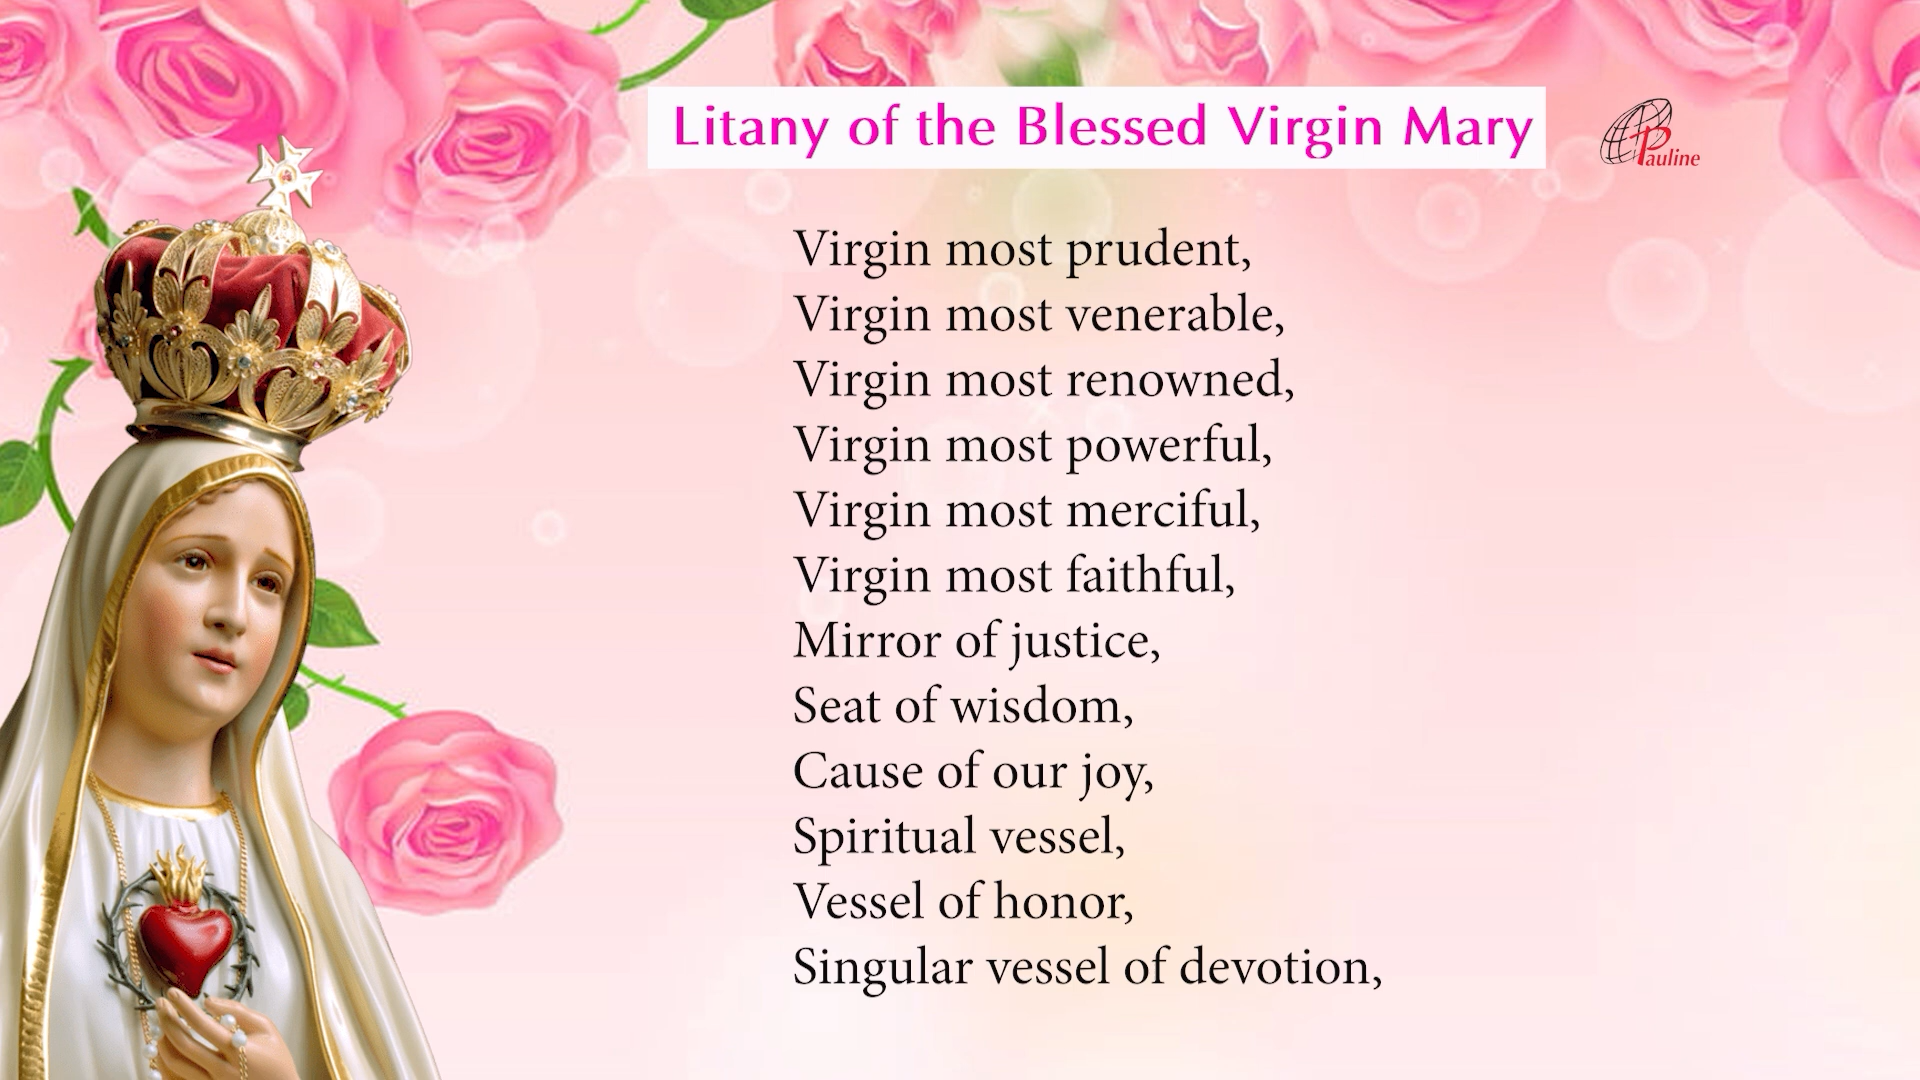 Litany of the Blessed Virgin Mary
Pauline
Virgin most prudent,
Virgin most venerable,
Virgin most renowned,
Virgin most powerful,
Virgin most merciful,
Virgin most faithful,
Mirror of justice,
Seat of wisdom,
Cause of our joy,
Spiritual vessel,
Vessel of honor,
Singular vessel of devotion,